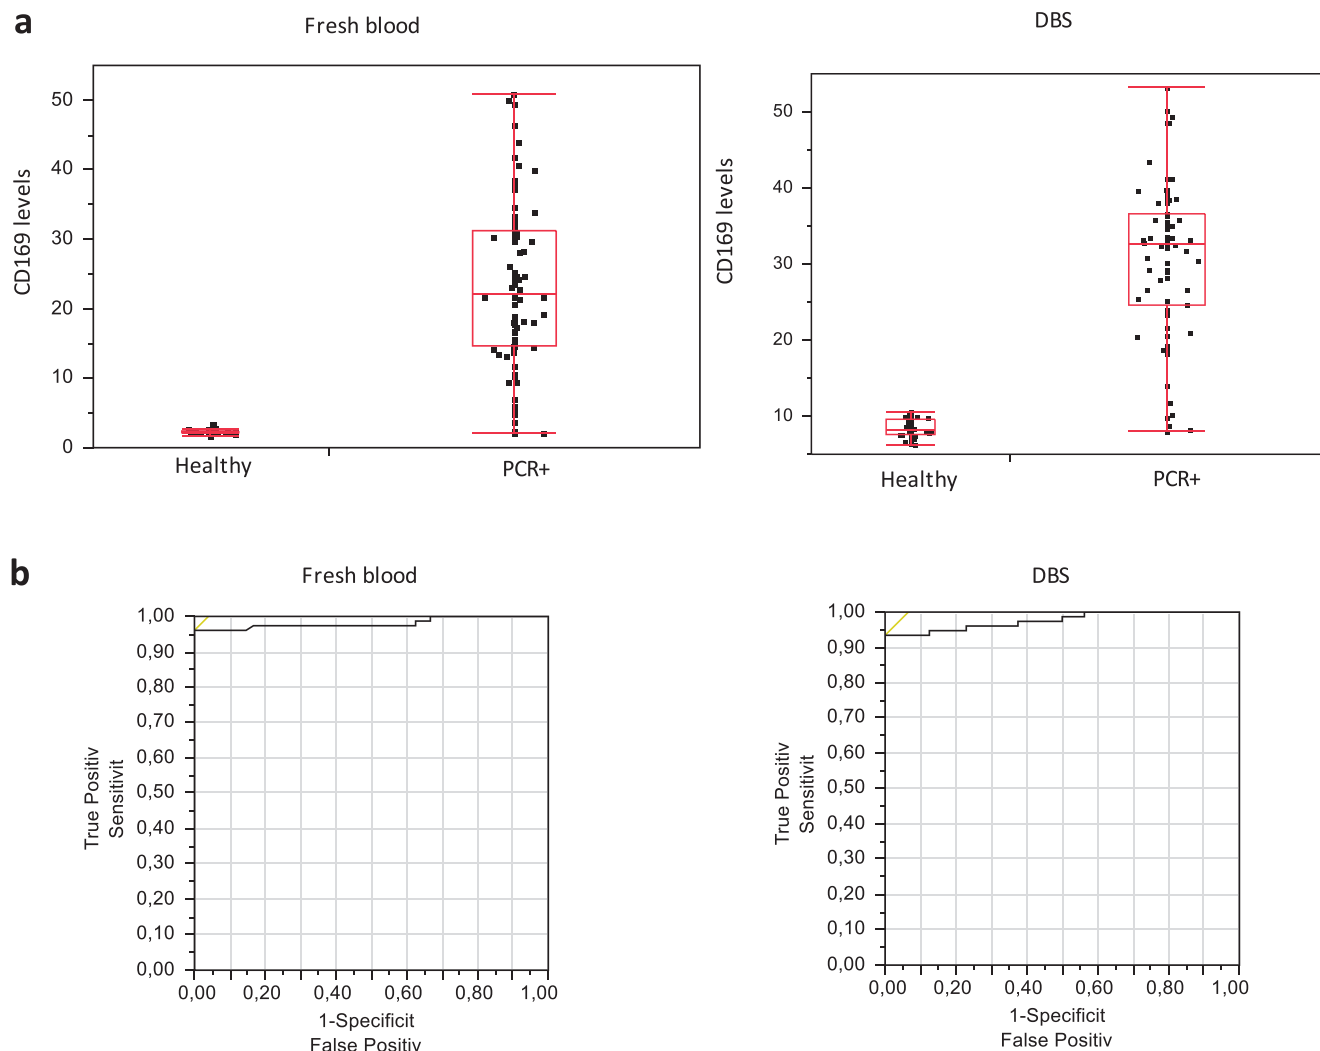 a
Fresh blood
DBS
CD169 levels
50
40
30
20
10
0
Healthy
PCR+
CD169 levels
50
40
30
20
10
Healthy
PCR+
b
Fresh blood
DBS
True Positiv
Sensitivit
1,00
0,90
0,80
0,70
0,60
0,50
0,40
0,30
0,20
0,10
0,00
0,00 0,20 0,40 0,60 0,80 1,00
1-Specificit
False Positiv
True Positiv
Sensitivit
1,00
0,90
0,80
0,70
0,60
0,50
0,40
0,30
0,20
0,10
0,00
0,00 0,20 0,40 0,60 0,80 1,00
1-Specificit
False Positiv